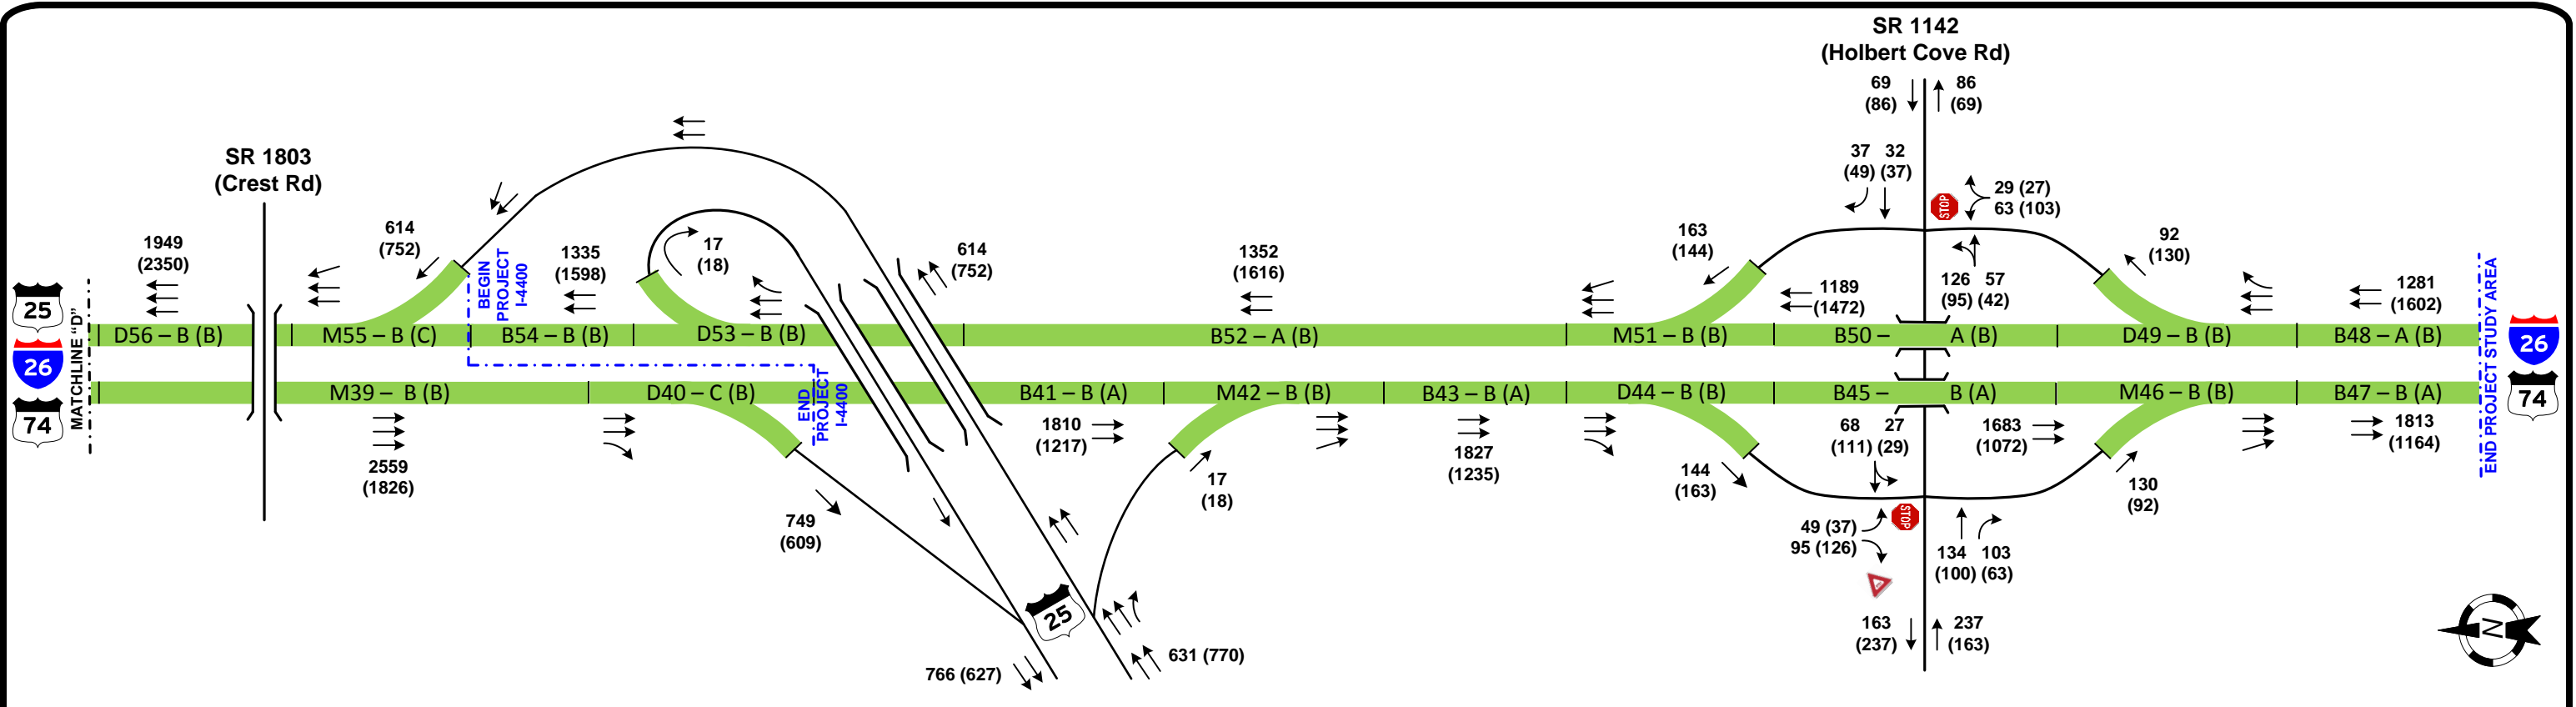 SR 1142
(Holbert Cove Rd)
69
(86)
86
(69)
SR 1803
(Crest Rd)
37 32
(49) (37)
STOP
29 (27)
63 (103)
1949
(2350)
614
(752)
BEGIN
PROJECT
I-4400
1335
(1598)
17
(18)
614
(752)
1352
(1616)
163
(144)
1189
(1472)
126 57
(95) (42)
92
(130)
1281
(1602)
25
26
74
MATCHLINE "D"
D56 – B (B)
M55 – B (C)
B54 – B (B)
D53 – B (B)
B52 – A (B)
M51 – B (B)
B50 – A (B)
D49 – B (B)
B48 – A (B)
END PROJECT STUDY AREA
26
74
M39 – B (B)
D40 – C (B)
END
PROJECT
I-4400
B41 – B (A)
M42 – B (B)
B43 – B (A)
D44 – B (B)
B45 – B (A)
M46 – B (B)
B47 – B (A)
2559
(1826)
749
(609)
1810
(1217)
17
(18)
1827
(1235)
144
(163)
68 27
(111) (29)
1683
(1072)
130
(92)
1813
(1164)
STOP
49 (37)
95 (126)
134 103
(100) (63)
25
766 (627)
631 (770)
163
(237)
237
(163)
N